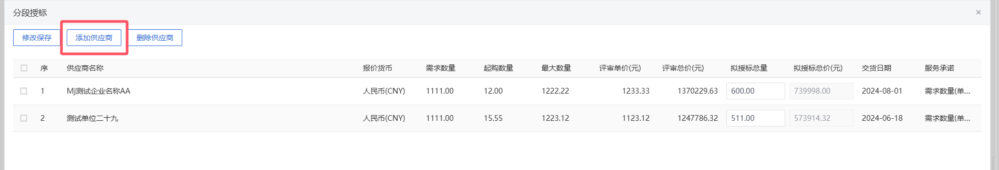 分段授标
×
修改保存 添加供应商 删除供应商
序 供应商名称 报价货币 需求数量 起购数量 最大数量 评审单价(元) 评审总价(元) 拟授标总量 拟授标总价(元) 交货日期 服务承诺
1 Mj测试企业名称AA 人民币(CNY) 1111.00 12.00 1222.22 1233.33 1370229.63 600.00 739998.00 2024-08-01 需求数量(单...
2 测试单位二十九 人民币(CNY) 1111.00 15.55 1223.12 1123.12 1247786.32 511.00 573914.32 2024-06-18 需求数量(单...